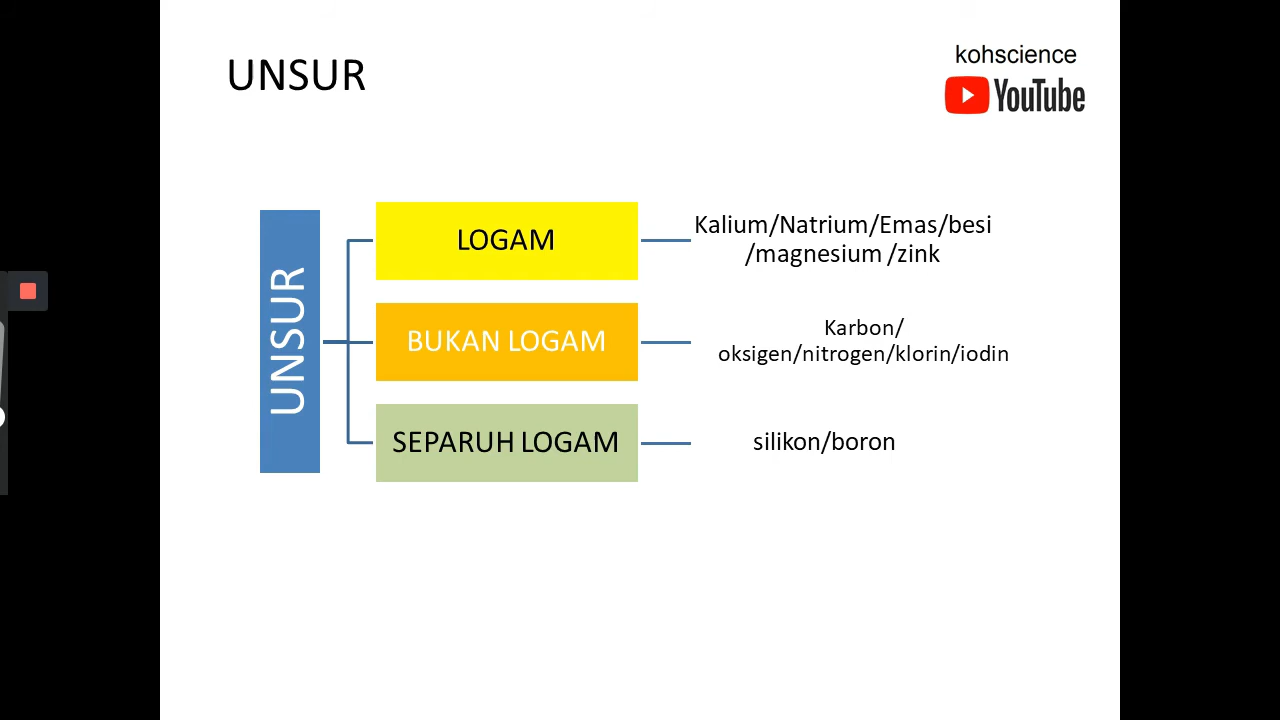 UNSUR
kohscience
YouTube
UNSUR
LOGAM
Kalium/Natrium/Emas/besi
/magnesium /zink
BUKAN LOGAM
Karbon/
oksigen/nitrogen/klorin/iodin
SEPARUH LOGAM
silikon/boron